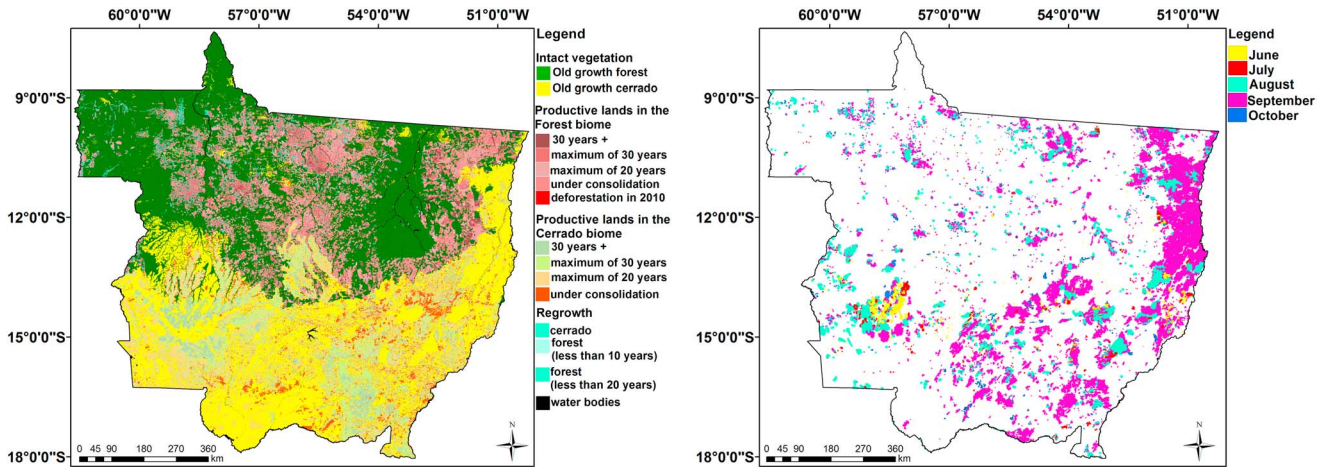 60°0'0"W 57°0'0"W 54°0'0"W 51°0'0"W
9°0'0"S
12°0'0"S
15°0'0"S
18°0'0"S
Legend
Intact vegetation
Old growth forest
Old growth cerrado
Productive lands in the
Forest biome
30 years +
maximum of 30 years
maximum of 20 years
under consolidation
deforestation in 2010
Productive lands in the
Cerrado biome
30 years +
maximum of 30 years
maximum of 20 years
under consolidation
Regrowth
cerrado
forest
(less than 10 years)
forest
(less than 20 years)
water bodies
N
0 45 90 180 270 360
km
60°0'0"W 57°0'0"W 54°0'0"W 51°0'0"W
9°0'0"S
12°0'0"S
15°0'0"S
18°0'0"S
Legend
June
July
August
September
October
N
0 45 90 180 270 360
km